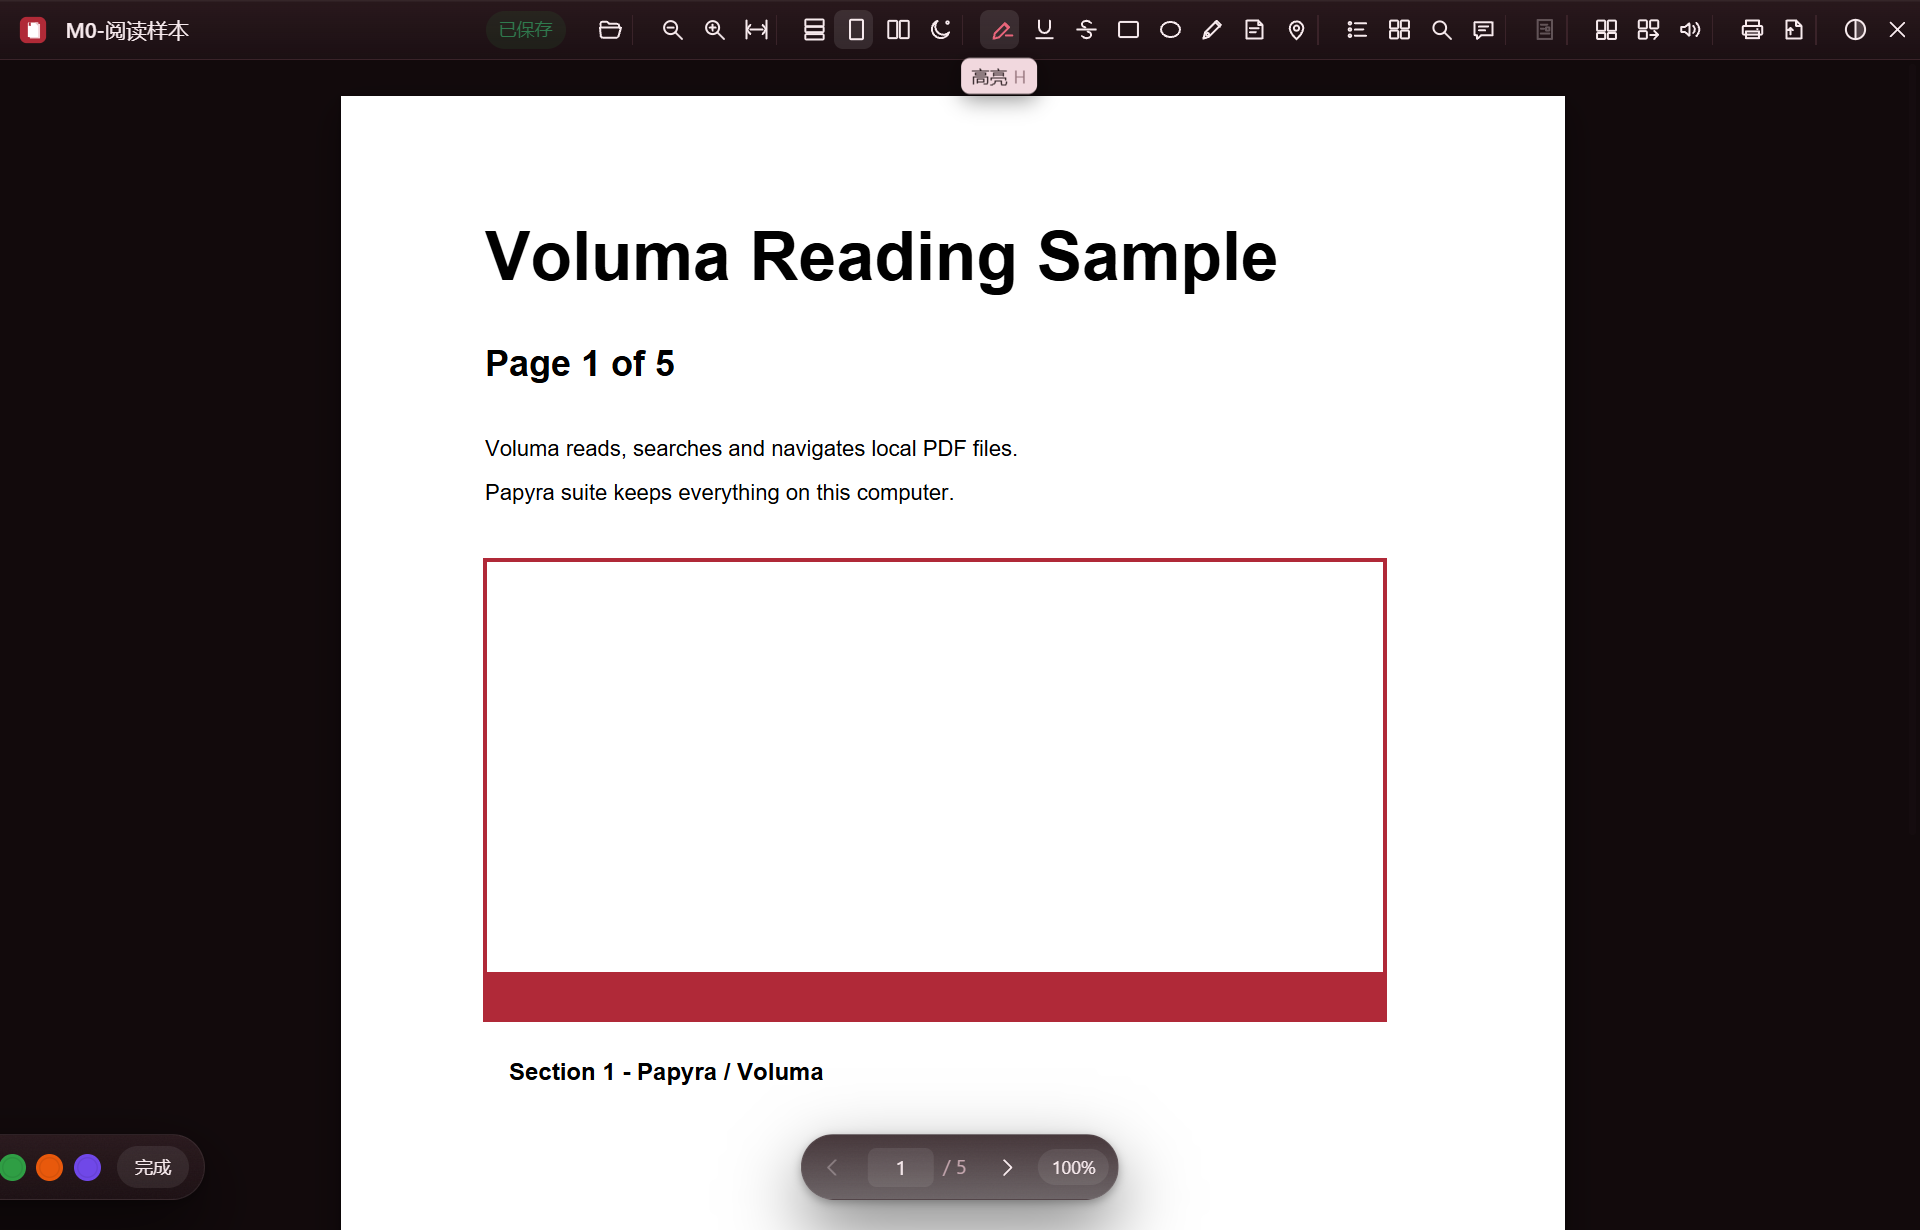 M0-阅读样本
已保存
高亮 H
Voluma Reading Sample
Page 1 of 5
Voluma reads, searches and navigates local PDF files.
Papyra suite keeps everything on this computer.
Section 1 - Papyra / Voluma
完成
1 / 5
100%